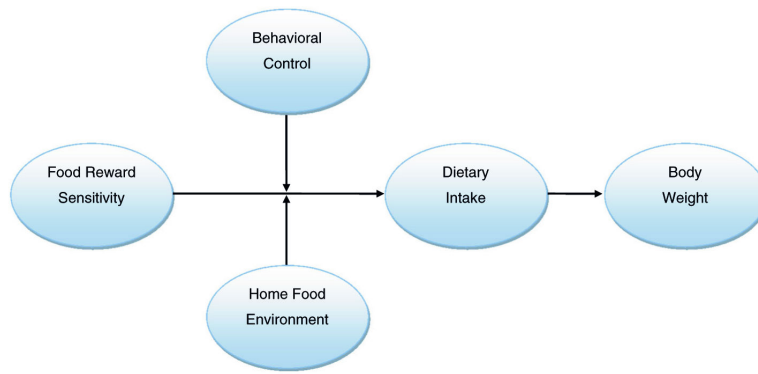 Behavioral
Control
Food Reward
Sensitivity
Dietary
Intake
Body
Weight
Home Food
Environment